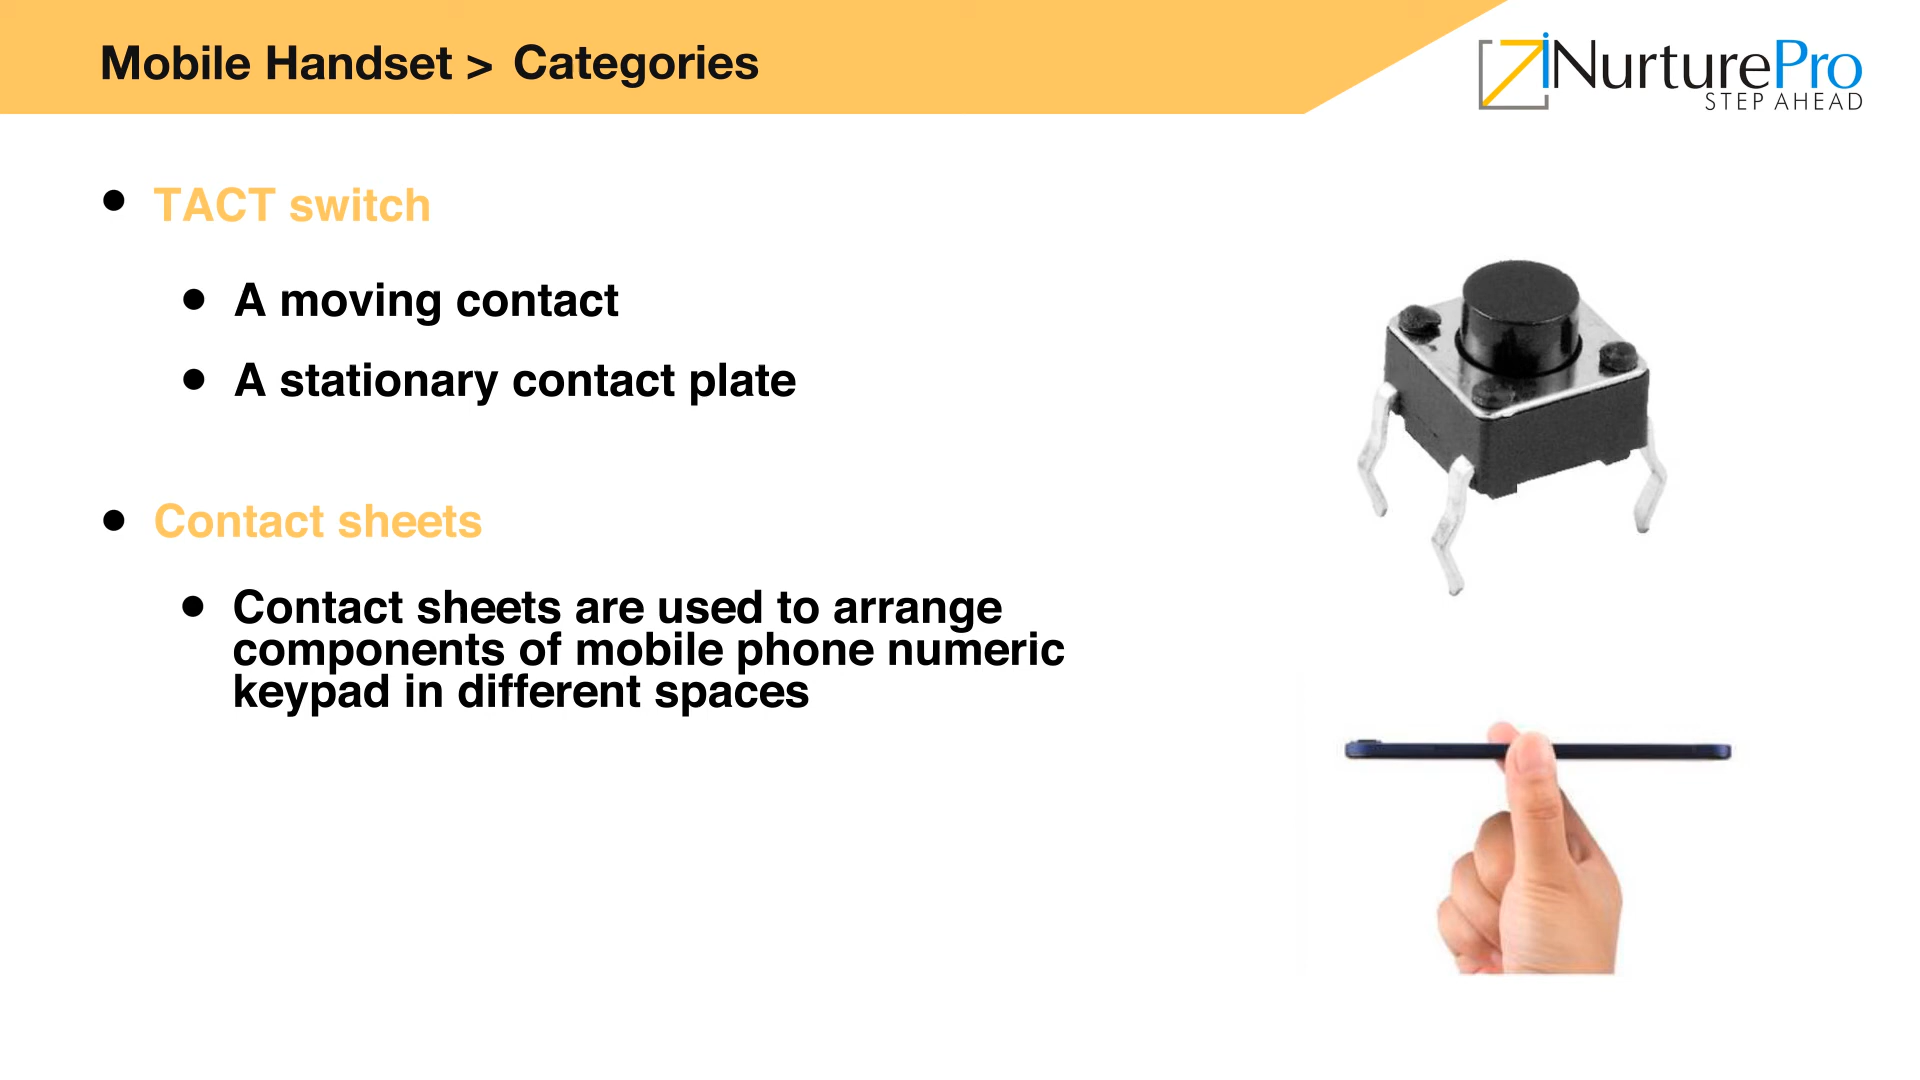 Mobile Handset > Categories
iNurturePro
STEP AHEAD
• TACT switch
• A moving contact
• A stationary contact plate
• Contact sheets
• Contact sheets are used to arrange
components of mobile phone numeric
keypad in different spaces